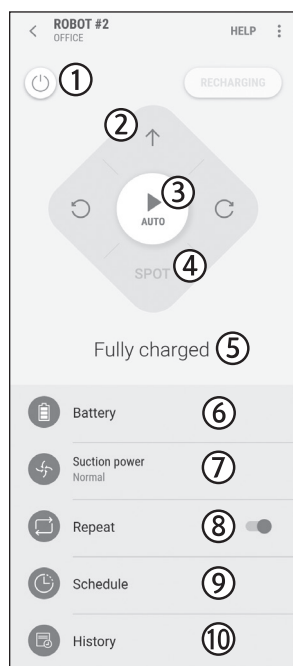 ROBOT #2
OFFICE
HELP
①
RECHARGING
②
③
AUTO
SPOT ④
Fully charged ⑤
Battery ⑥
Suction power
Normal
⑦
Repeat ⑧
Schedule ⑨
History ⑩